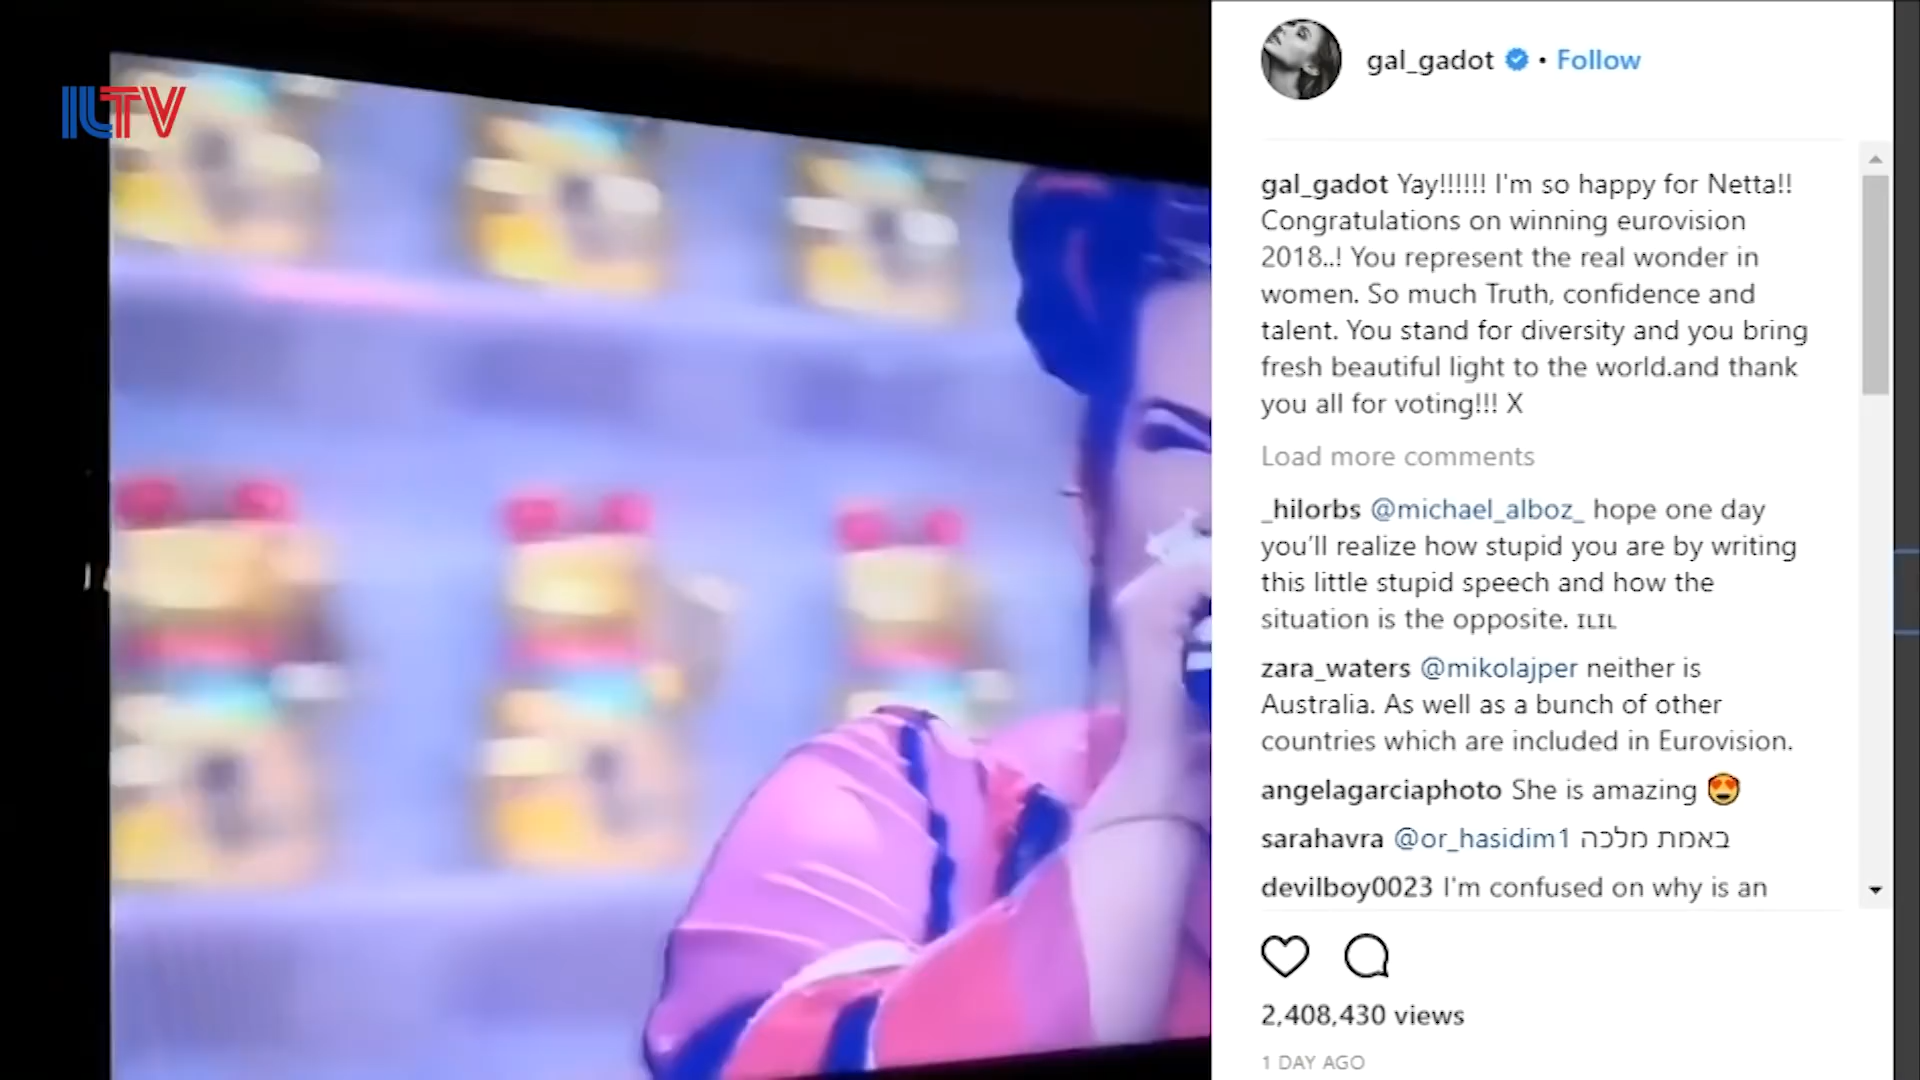 ILTV
gal_gadot • Follow
gal_gadot Yay!!!!!! I'm so happy for Netta!!
Congratulations on winning eurovision
2018..! You represent the real wonder in
women. So much Truth, confidence and
talent. You stand for diversity and you bring
fresh beautiful light to the world.and thank
you all for voting!!! X
Load more comments
_hilorbs @michael_alboz_ hope one day
you'll realize how stupid you are by writing
this little stupid speech and how the
situation is the opposite. ILIL
zara_waters @mikolajper neither is
Australia. As well as a bunch of other
countries which are included in Eurovision.
angelagarciaphoto She is amazing 😍
sarahavra @or_hasidim1 באמת מלכה
devilboy0023 I'm confused on why is an
2,408,430 views
1 DAY AGO